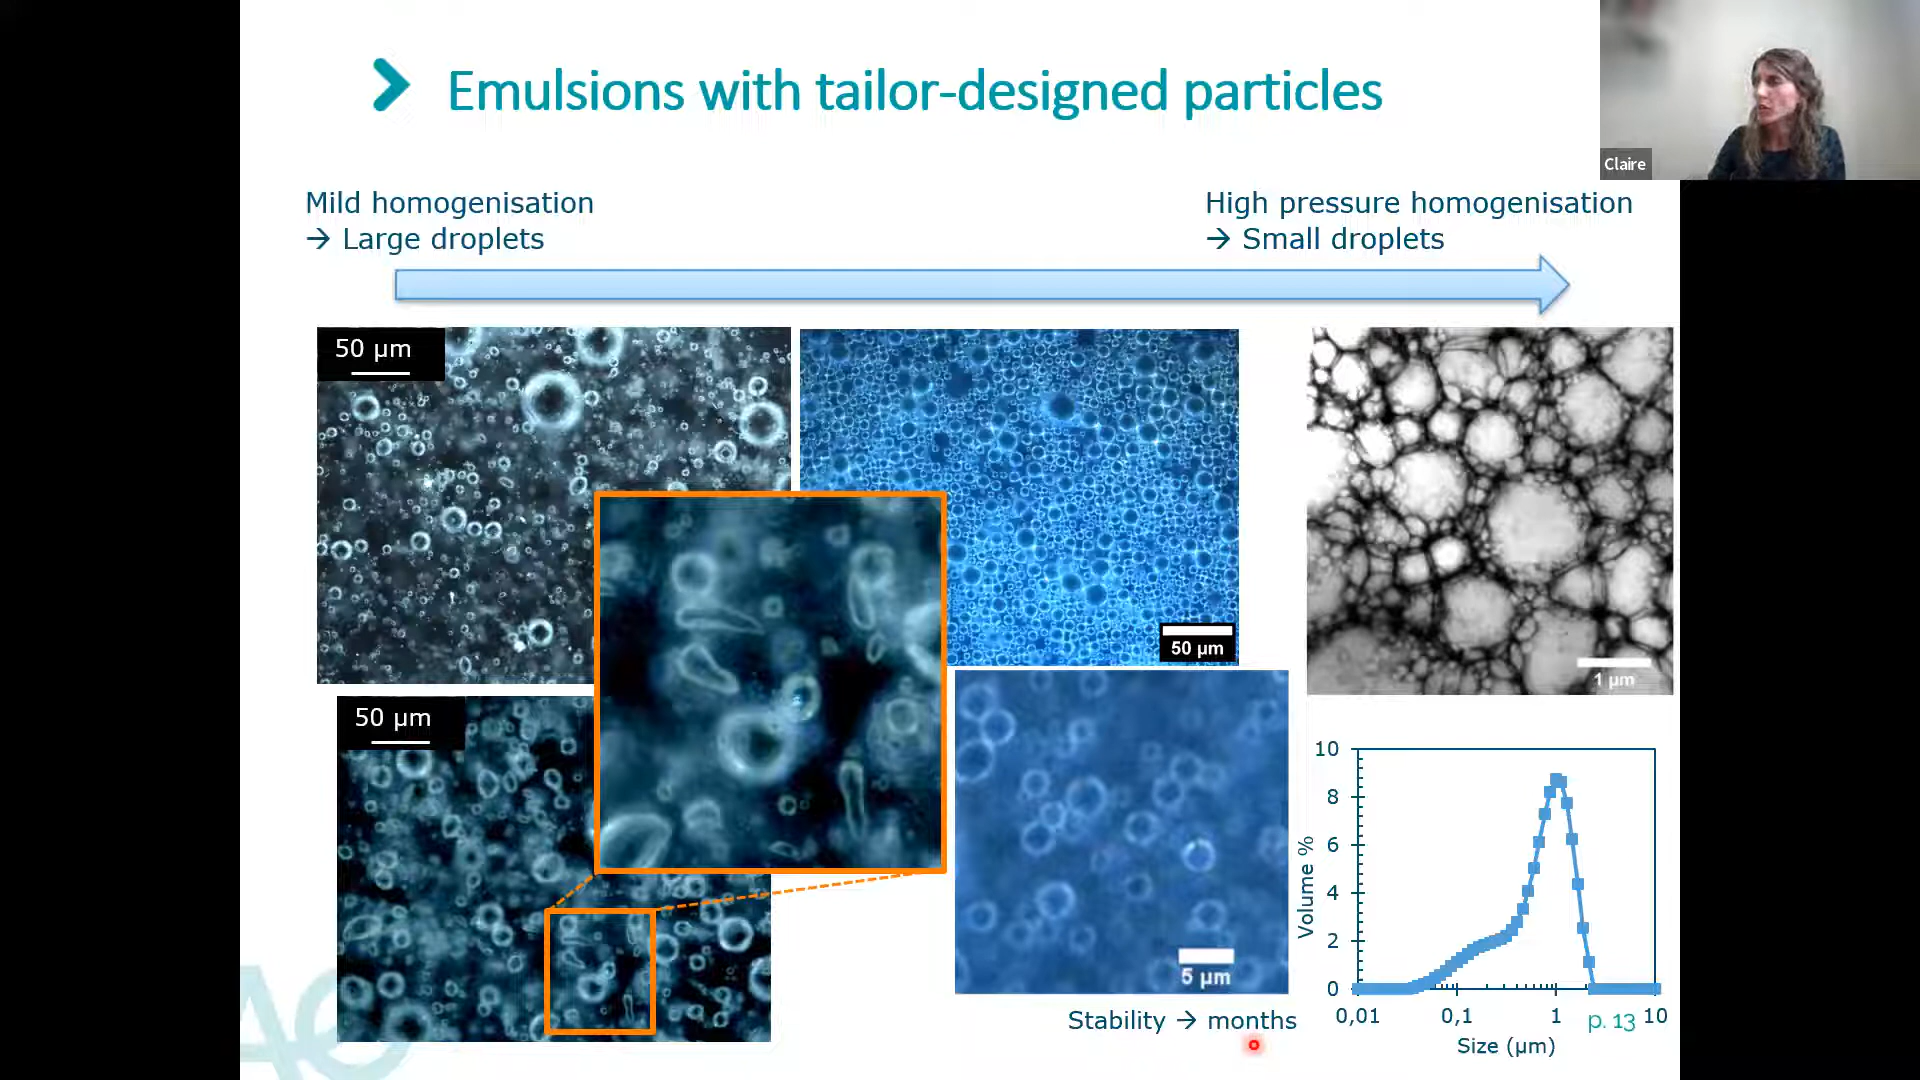 Emulsions with tailor-designed particles
Claire
Mild homogenisation
→ Large droplets
High pressure homogenisation
→ Small droplets
50 µm
50 µm
50 µm
5 µm
1 µm
Stability → months
10
8
6
4
2
0
Volume %
0,01
0,1
1
10
Size (µm)
p. 13